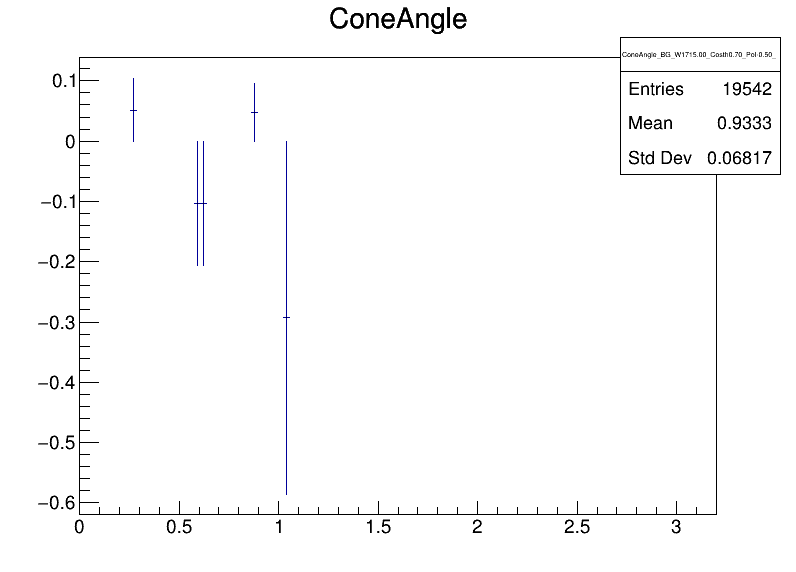 ConeAngle
ConeAngle_BG_W1715.00_Costh0.70_Pol-0.50_
Entries 19542
Mean 0.9333
Std Dev 0.06817
0.1
0
−0.1
−0.2
−0.3
−0.4
−0.5
−0.6
0 0.5 1 1.5 2 2.5 3